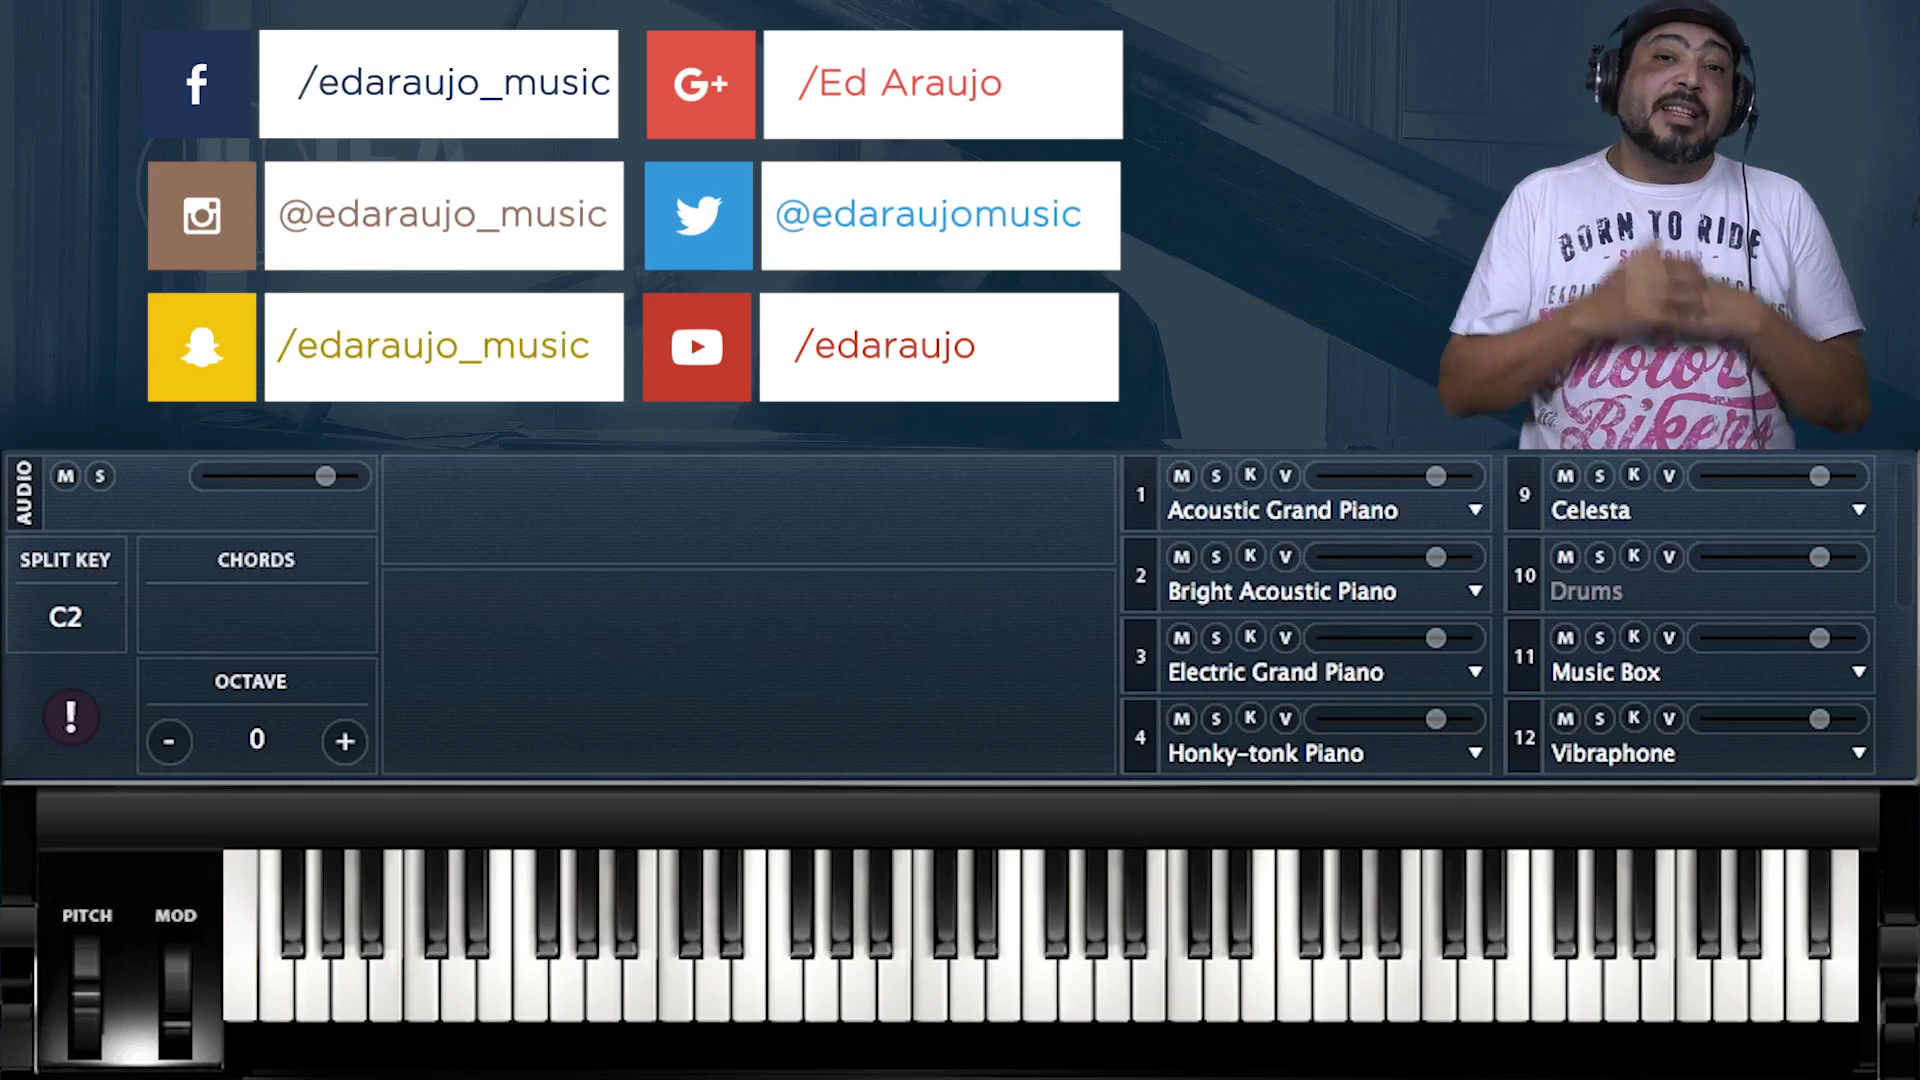 f
/edaraujo_music
G+
/Ed Araujo
@edaraujo_music
@edaraujomusic
/edaraujo_music
/edaraujo
BORN TO RIDE
Motor
Bikers
AUDIO
M S
SPLIT KEY
C2
CHORDS
!
OCTAVE
- 0 +
1
M S K V
Acoustic Grand Piano
2
M S K V
Bright Acoustic Piano
3
M S K V
Electric Grand Piano
4
M S K V
Honky-tonk Piano
9
M S K V
Celesta
10
M S K V
Drums
11
M S K V
Music Box
12
M S K V
Vibraphone
PITCH MOD